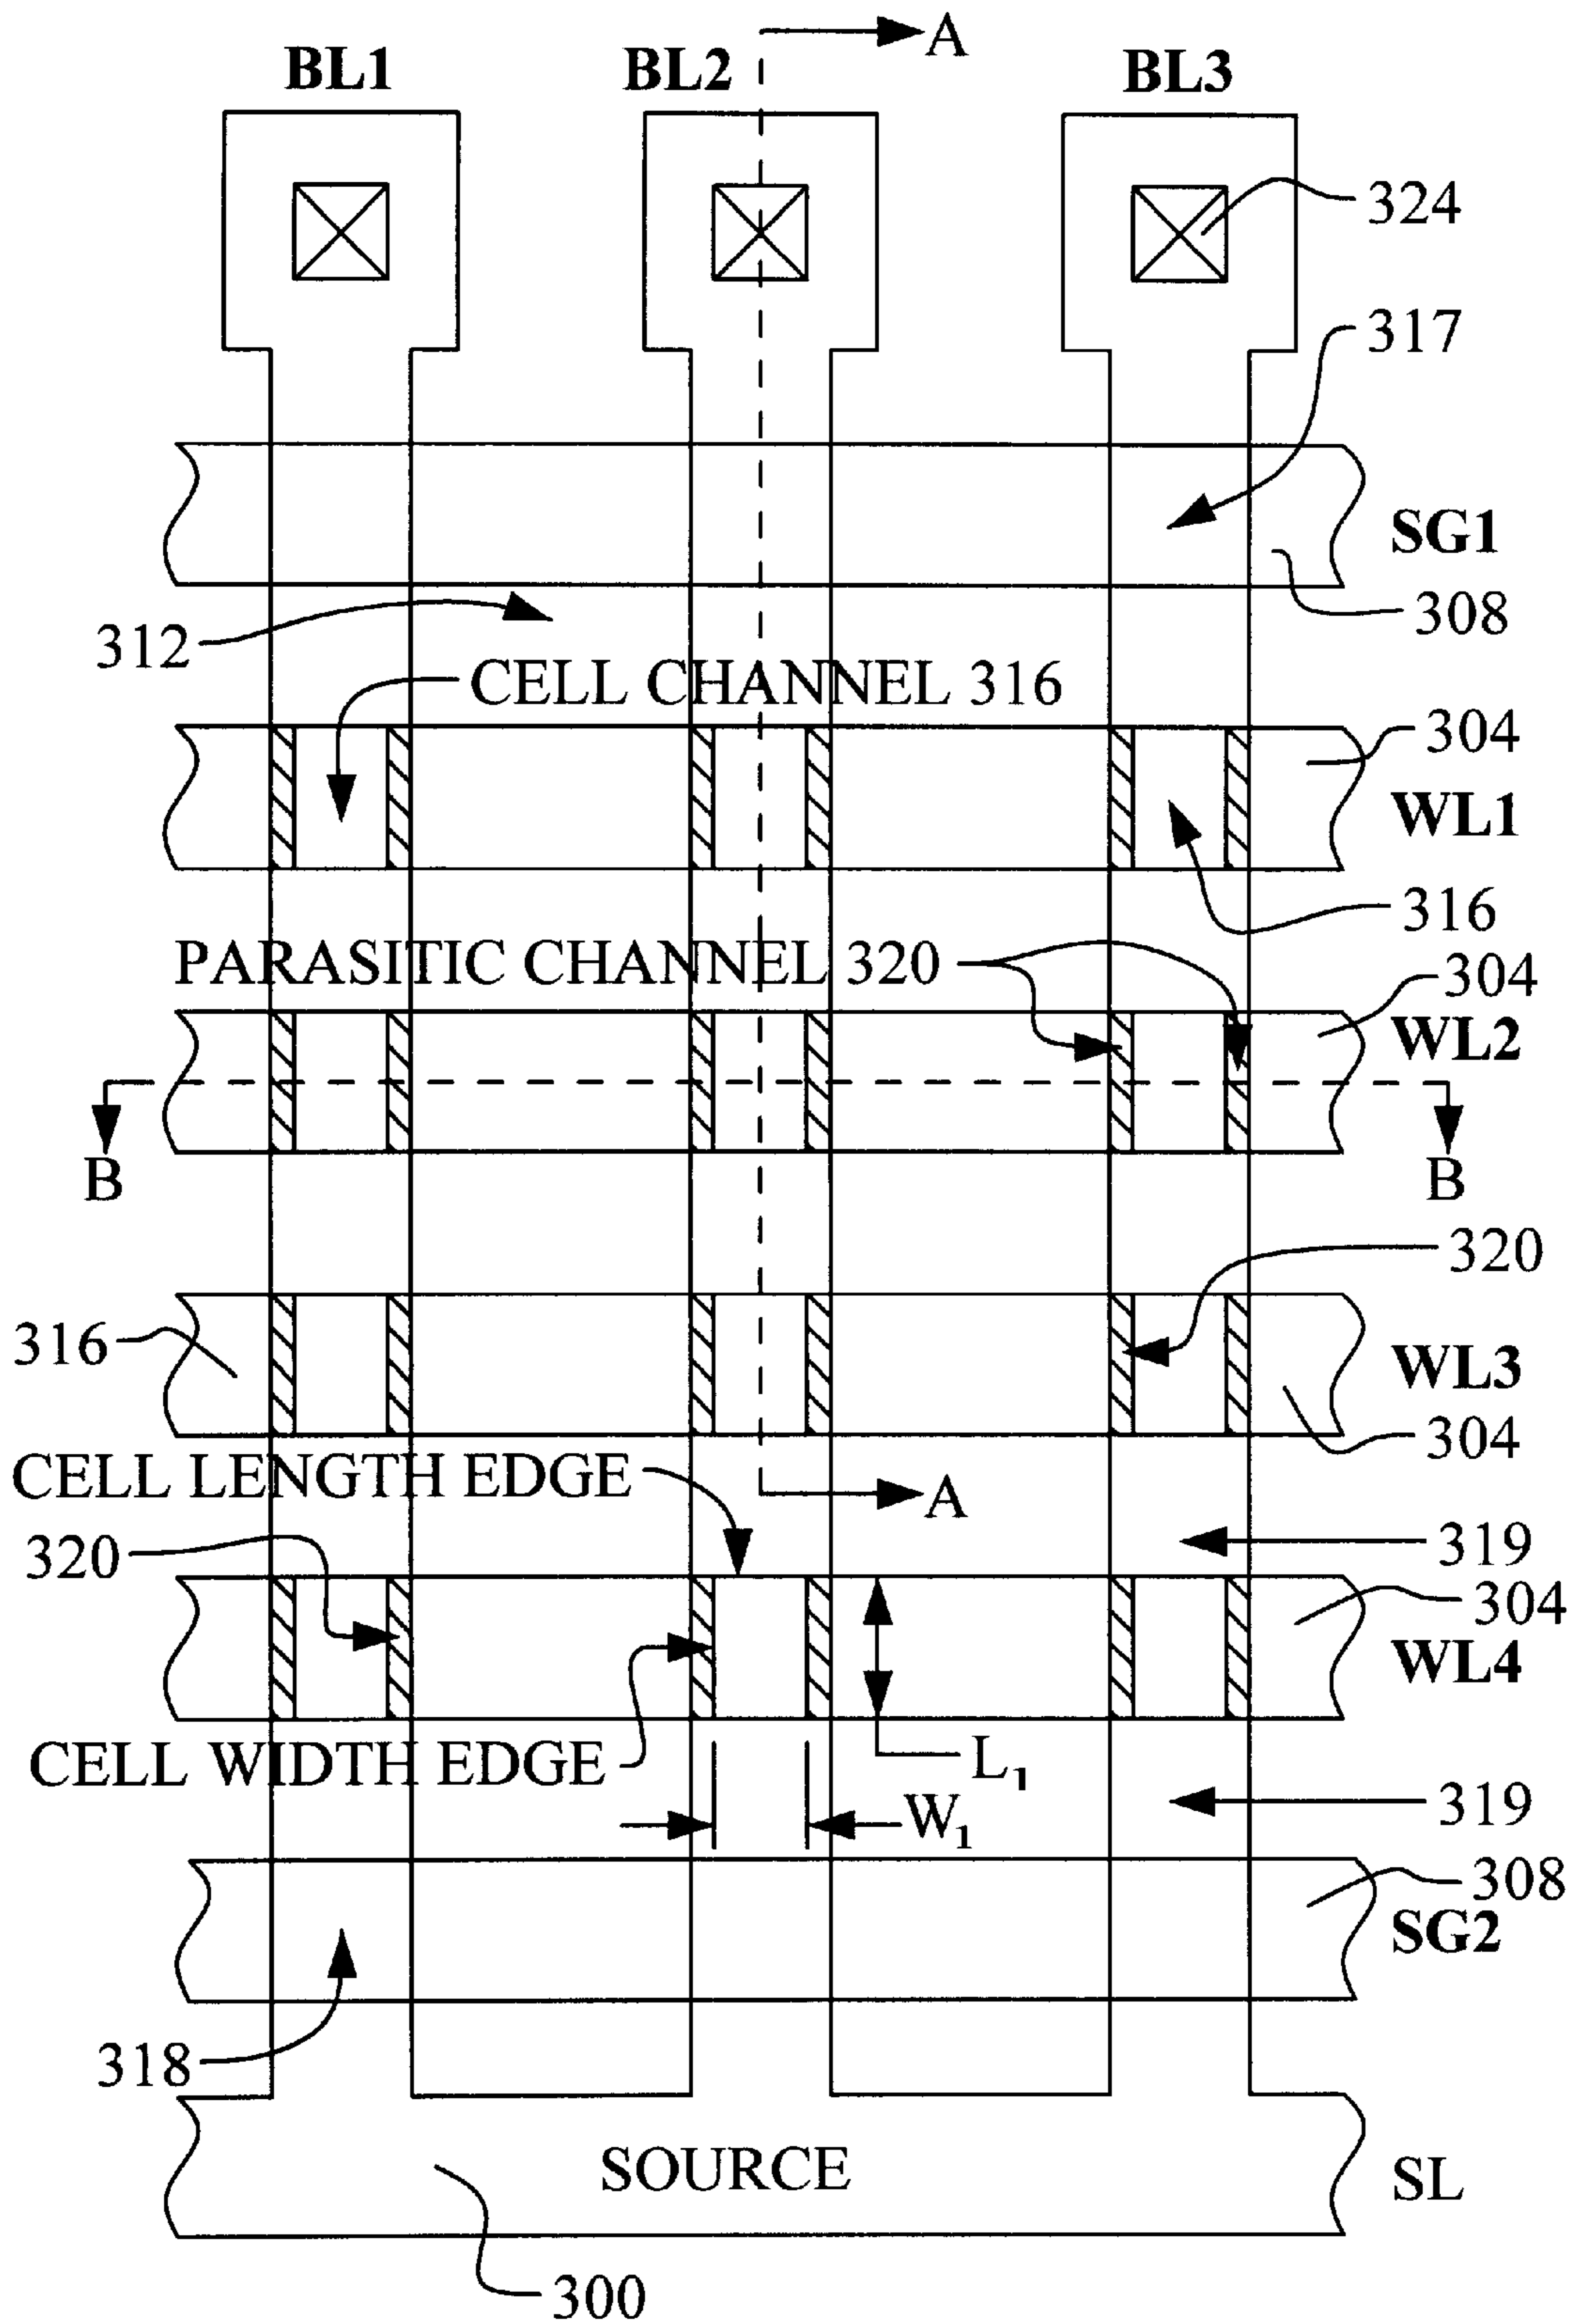 A
BL1 BL2 BL3
324
317
SG1
308
312
CELL CHANNEL 316
304
WL1
316
PARASITIC CHANNEL 320
304
WL2
B B
320
316
WL3
304
CELL LENGTH EDGE
A
320
319
304
WL4
CELL WIDTH EDGE
L₁
W₁
319
308
SG2
318
SOURCE
SL
300